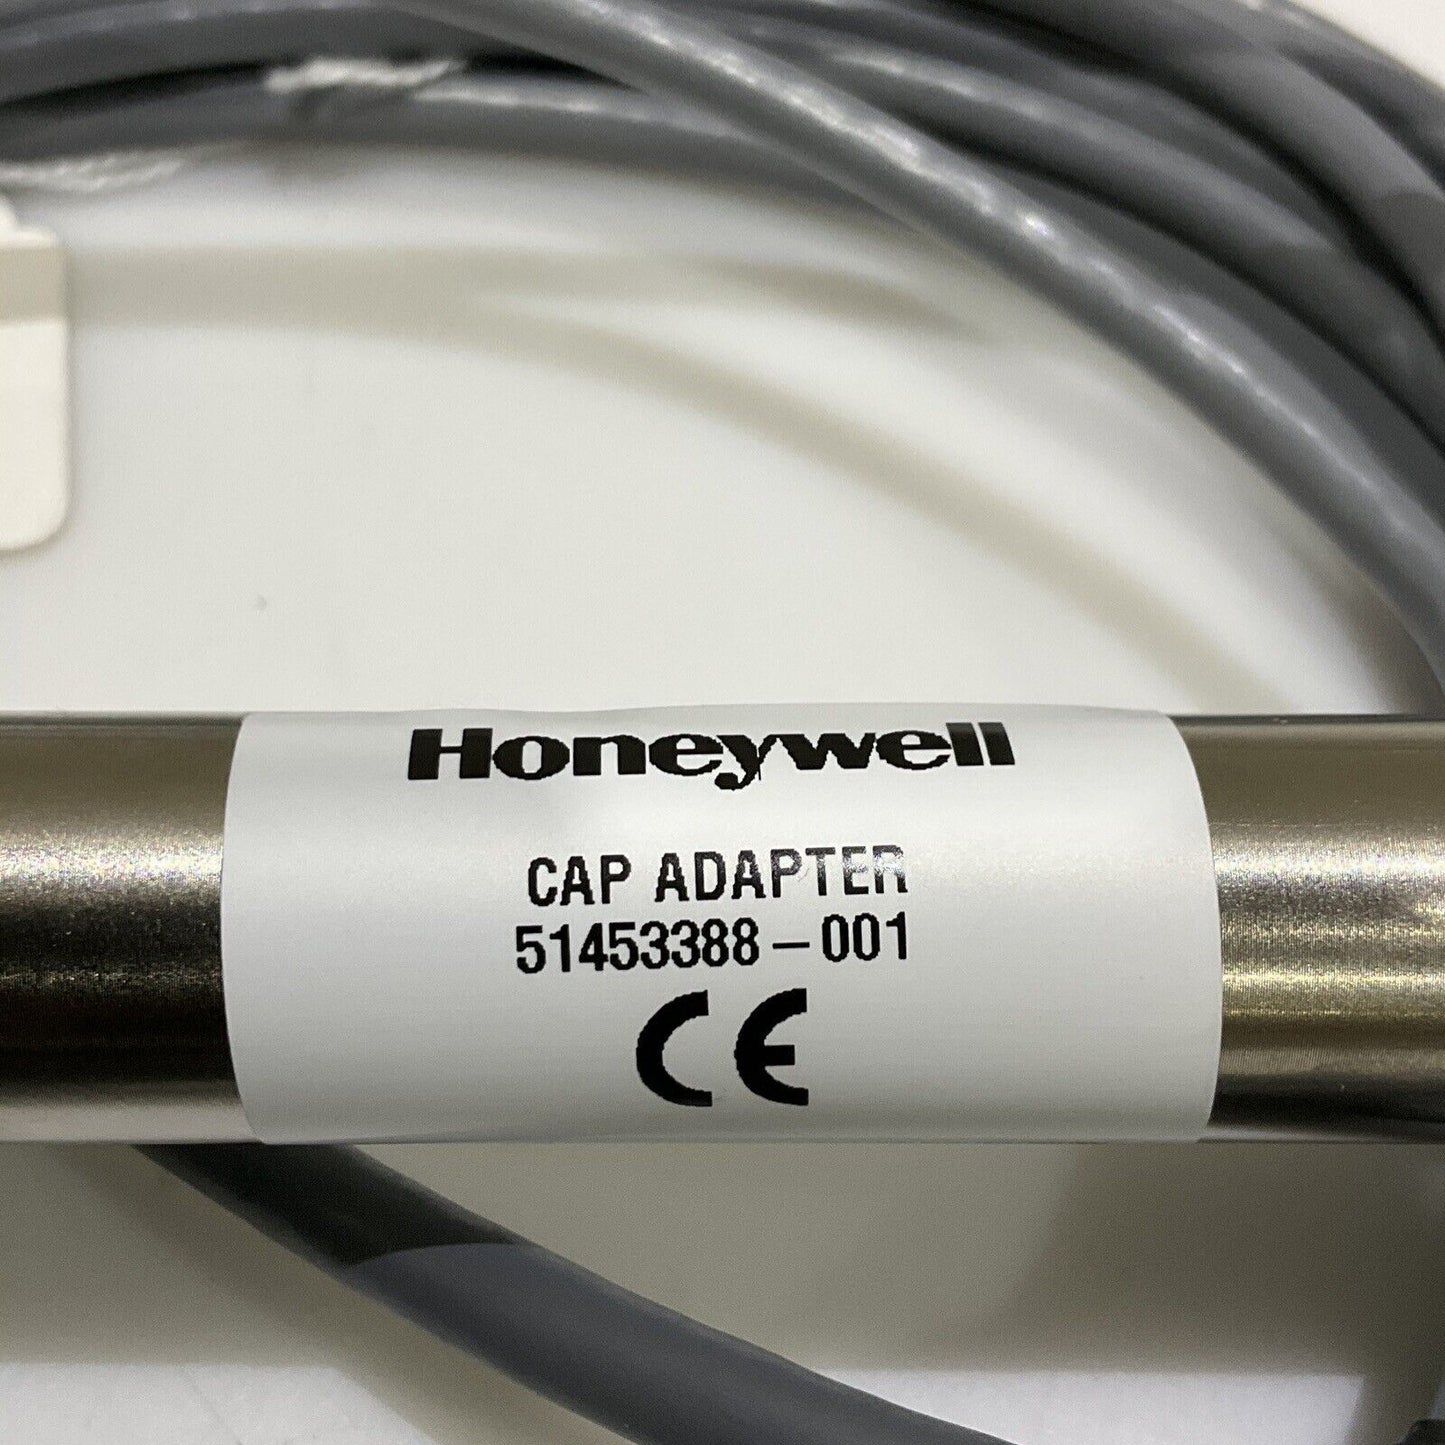 Honeywell
CAP ADAPTER
51453388-001
CE